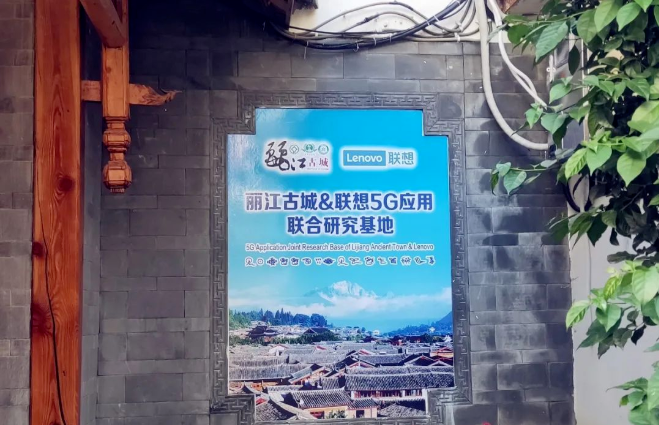 丽江古城
Lenovo 联想
丽江古城&联想5G应用
联合研究基地
5G Application Joint Research Base of Lijiang Ancient Town & Lenovo